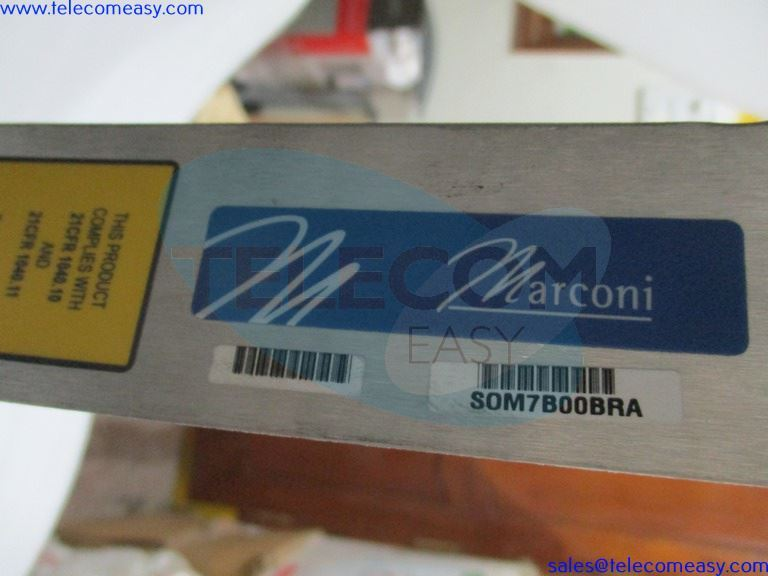 www.telecomeasy.com
THIS PRODUCT
COMPLIES WITH
21CFR 1040.10
AND
21CFR 1040.11
Marconi
TELECOM
EASY
SOM7B00BRA
sales@telecomeasy.com